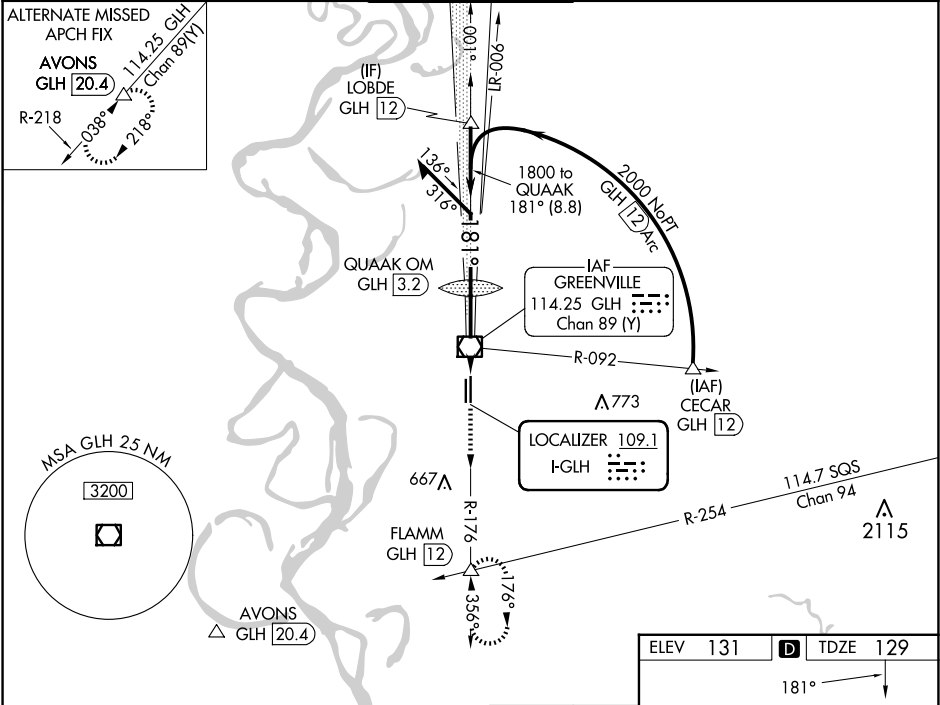 ALTERNATE MISSED
APCH FIX
AVONS
GLH 20.4
114.25 GLH
Chan 89(Y)
R-218
038°
218°
(IF)
LOBDE
GLH 12
001°
LR-006
136°
316°
1800 to
QUAAK
181° (8.8)
2000 NoPT
GLH 12 Arc
181°
QUAAK OM
GLH 3.2
IAF
GREENVILLE
114.25 GLH
Chan 89 (Y)
R-092
(IAF)
CECAR
GLH 12
773
LOCALIZER 109.1
I-GLH
MSA GLH 25 NM
3200
667
R-176
114.7 SQS
Chan 94
R-254
2115
FLAMM
GLH 12
176°
356°
AVONS
GLH 20.4
ELEV 131 D TDZE 129
181°